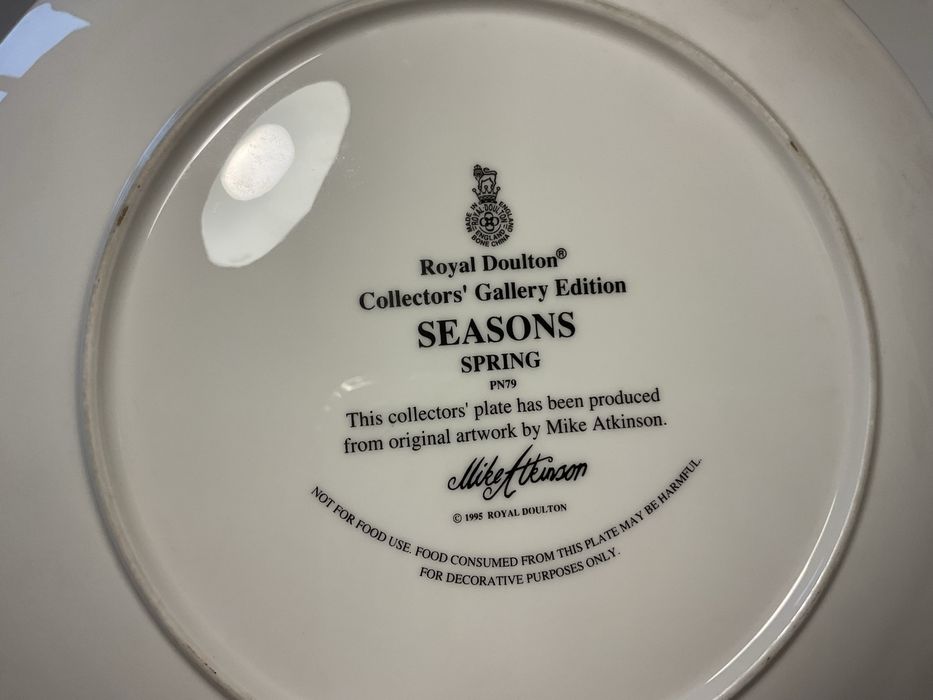 MADE IN ENGLAND
ROYAL DOULTON
ENGLAND
BONE CHINA
Royal Doulton®
Collectors' Gallery Edition
SEASONS
SPRING
PN79
This collectors' plate has been produced
from original artwork by Mike Atkinson.
Mike Atkinson
© 1995 ROYAL DOULTON
NOT FOR FOOD USE. FOOD CONSUMED FROM THIS PLATE MAY BE HARMFUL.
FOR DECORATIVE PURPOSES ONLY.